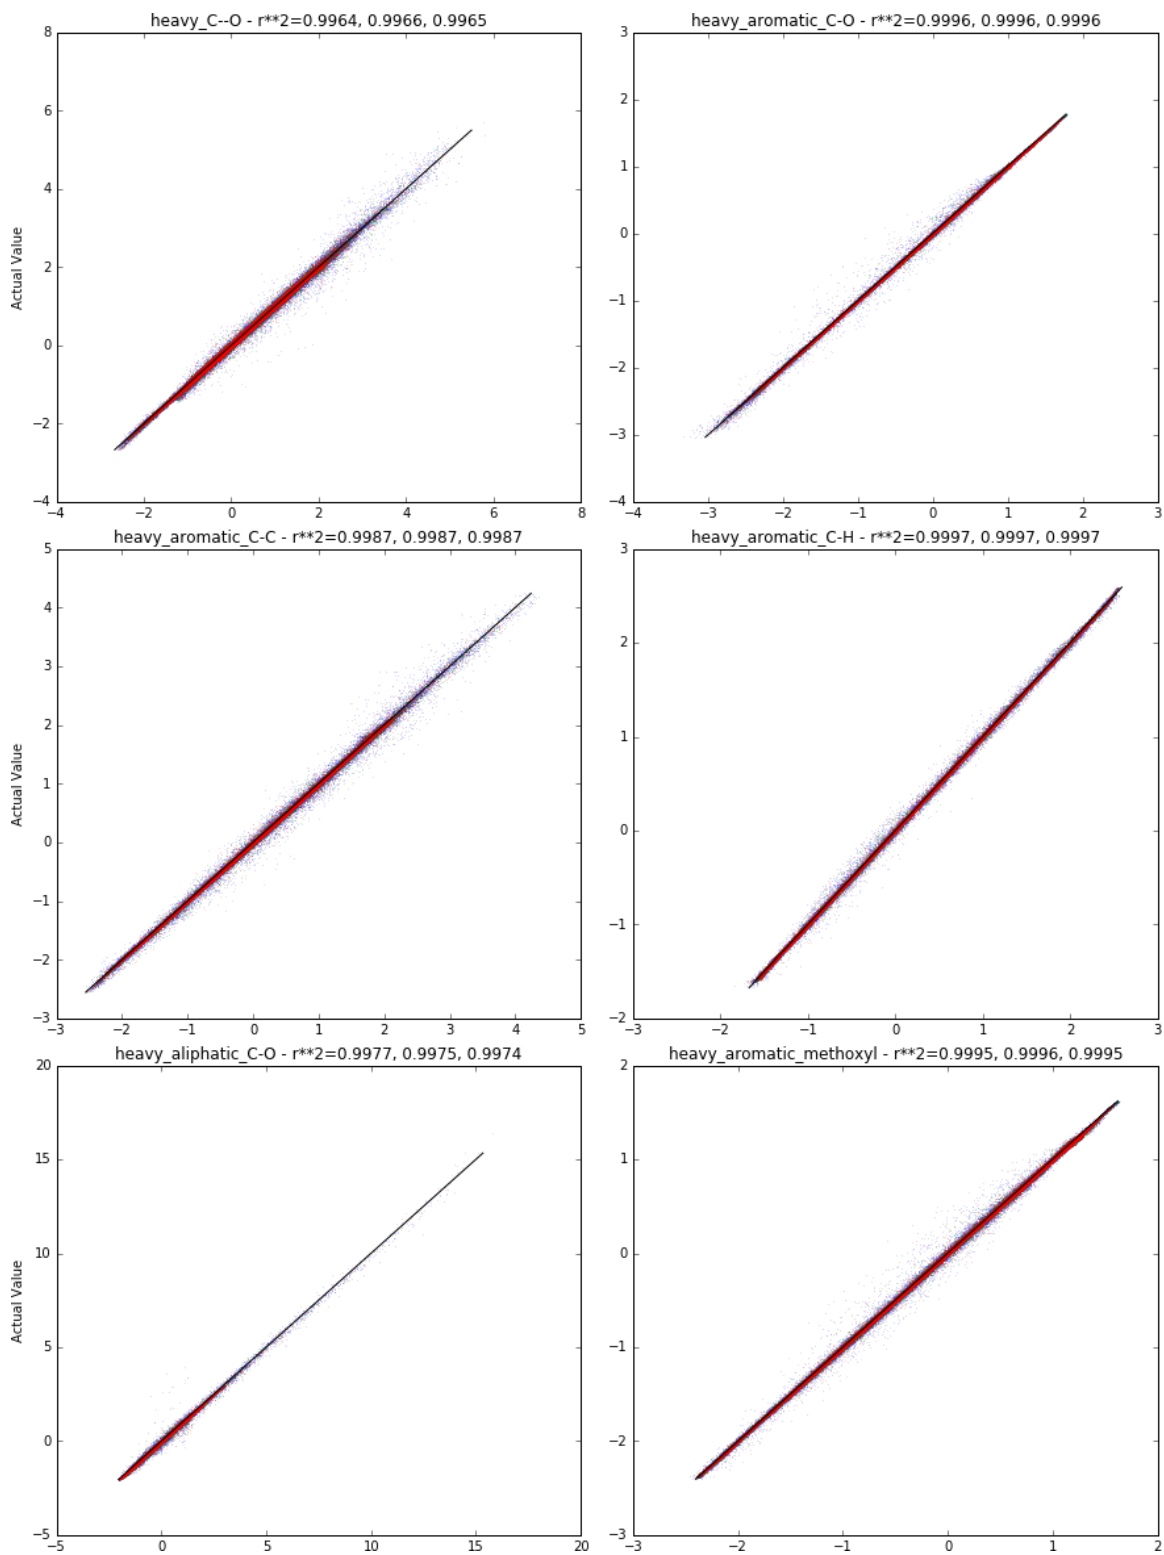 heavy_C--O - r**2=0.9964, 0.9966, 0.9965
8
6
4
2
0
−2
−4
Actual Value
−4 −2 0 2 4 6 8
heavy_aromatic_C-O - r**2=0.9996, 0.9996, 0.9996
3
2
1
0
−1
−2
−3
−4
−4 −3 −2 −1 0 1 2 3
heavy_aromatic_C-C - r**2=0.9987, 0.9987, 0.9987
5
4
3
2
1
0
−1
−2
−3
Actual Value
−3 −2 −1 0 1 2 3 4 5
heavy_aromatic_C-H - r**2=0.9997, 0.9997, 0.9997
3
2
1
0
−1
−2
−3 −2 −1 0 1 2 3
heavy_aliphatic_C-O - r**2=0.9977, 0.9975, 0.9974
20
15
10
5
0
−5
Actual Value
−5 0 5 10 15 20
heavy_aromatic_methoxyl - r**2=0.9995, 0.9996, 0.9995
2
1
0
−1
−2
−3
−3 −2 −1 0 1 2